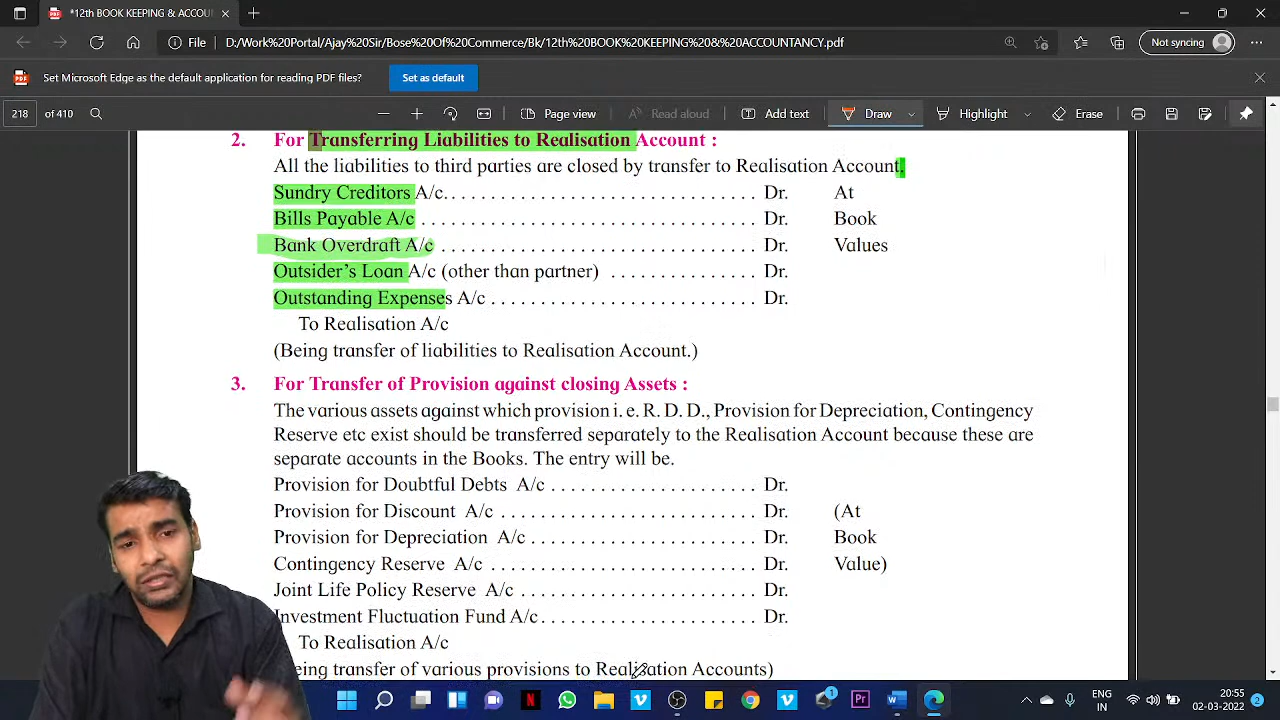 *12th BOOK KEEPING & ACCOU
File D:/Work%20Portal/Ajay%20Sir/Bose%20Of%20Commerce/Bk/12th%20BOOK%20KEEPING%20&%20ACCOUNTANCY.pdf Not syncing
Set Microsoft Edge as the default application for reading PDF files? Set as default
218 of 410 Page view Read aloud Add text Draw Highlight Erase
2. For Transferring Liabilities to Realisation Account :
All the liabilities to third parties are closed by transfer to Realisation Account,
Sundry Creditors A/c. . . . . . . . . . . . . . . . . . . . . . . . . . . . . . . . Dr. At
Bills Payable A/c . . . . . . . . . . . . . . . . . . . . . . . . . . . . . . . . . . Dr. Book
Bank Overdraft A/c . . . . . . . . . . . . . . . . . . . . . . . . . . . . . . . . Dr. Values
Outsider's Loan A/c (other than partner) . . . . . . . . . . . . . . . Dr.
Outstanding Expenses A/c . . . . . . . . . . . . . . . . . . . . . . . . . . . Dr.
To Realisation A/c
(Being transfer of liabilities to Realisation Account.)
3. For Transfer of Provision against closing Assets :
The various assets against which provision i. e. R. D. D., Provision for Depreciation, Contingency
Reserve etc exist should be transferred separately to the Realisation Account because these are
separate accounts in the Books. The entry will be.
Provision for Doubtful Debts A/c . . . . . . . . . . . . . . . . . . . . . Dr.
Provision for Discount A/c . . . . . . . . . . . . . . . . . . . . . . . . . . Dr. (At
Provision for Depreciation A/c . . . . . . . . . . . . . . . . . . . . . . . Dr. Book
Contingency Reserve A/c . . . . . . . . . . . . . . . . . . . . . . . . . . . Dr. Value)
Joint Life Policy Reserve A/c . . . . . . . . . . . . . . . . . . . . . . . . Dr.
Investment Fluctuation Fund A/c. . . . . . . . . . . . . . . . . . . . . . Dr.
To Realisation A/c
eing transfer of various provisions to Realisation Accounts)
1 Pr ENG 20:55
IN 02-03-2022 2